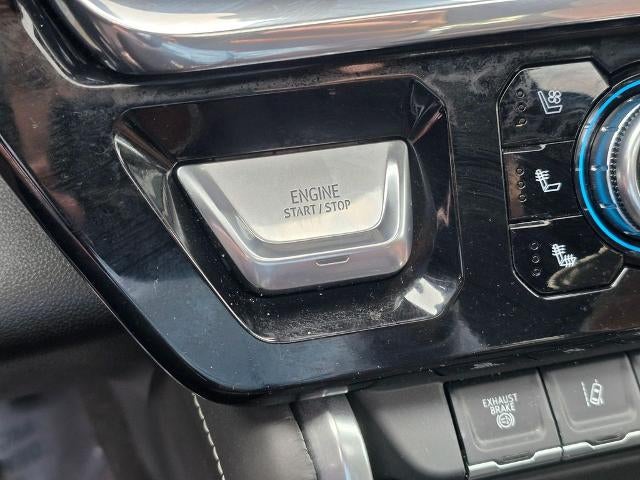 ENGINE
START / STOP
EXHAUST
BRAKE